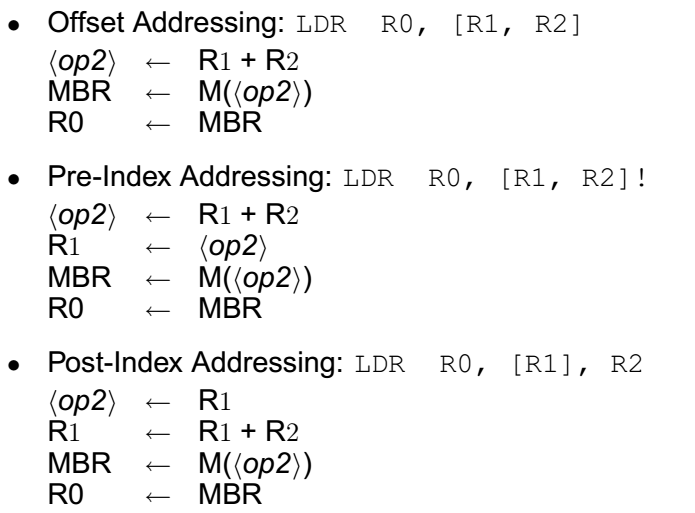 • Offset Addressing: LDR R0, [R1, R2]
⟨op2⟩ ← R1 + R2
MBR ← M(⟨op2⟩)
R0 ← MBR
• Pre-Index Addressing: LDR R0, [R1, R2]!
⟨op2⟩ ← R1 + R2
R1 ← ⟨op2⟩
MBR ← M(⟨op2⟩)
R0 ← MBR
• Post-Index Addressing: LDR R0, [R1], R2
⟨op2⟩ ← R1
R1 ← R1 + R2
MBR ← M(⟨op2⟩)
R0 ← MBR